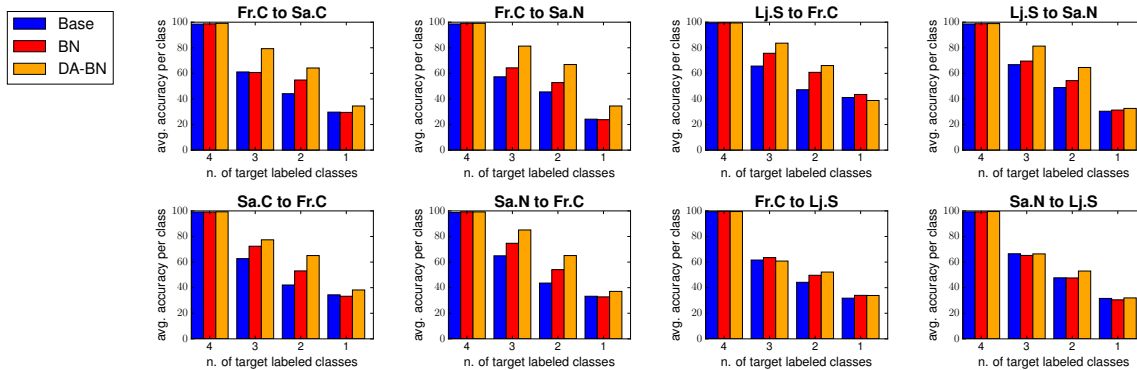 Base
BN
DA-BN
Fr.C to Sa.C
avg. accuracy per class
100
80
60
40
20
0
4 3 2 1
n. of target labeled classes
Fr.C to Sa.N
avg. accuracy per class
100
80
60
40
20
0
4 3 2 1
n. of target labeled classes
Lj.S to Fr.C
avg. accuracy per class
100
80
60
40
20
0
4 3 2 1
n. of target labeled classes
Lj.S to Sa.N
avg. accuracy per class
100
80
60
40
20
0
4 3 2 1
n. of target labeled classes
Sa.C to Fr.C
avg. accuracy per class
100
80
60
40
20
0
4 3 2 1
n. of target labeled classes
Sa.N to Fr.C
avg. accuracy per class
100
80
60
40
20
0
4 3 2 1
n. of target labeled classes
Fr.C to Lj.S
avg. accuracy per class
100
80
60
40
20
0
4 3 2 1
n. of target labeled classes
Sa.N to Lj.S
avg. accuracy per class
100
80
60
40
20
0
4 3 2 1
n. of target labeled classes